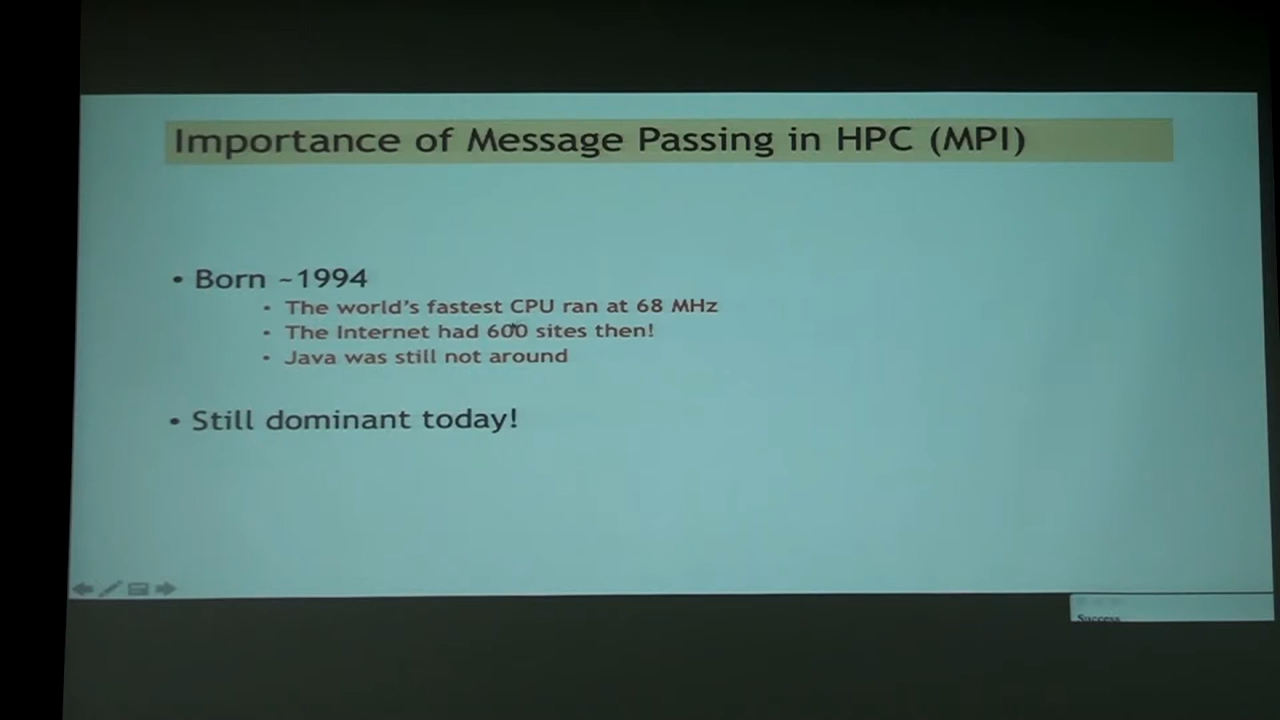 Importance of Message Passing in HPC (MPI)
• Born ~1994
• The world's fastest CPU ran at 68 MHz
• The Internet had 600 sites then!
• Java was still not around
• Still dominant today!
Success